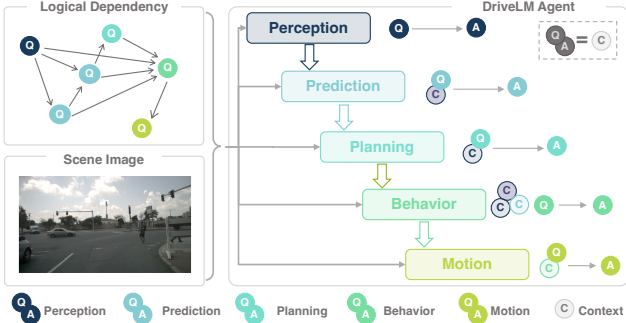 Logical Dependency
Q
Q
Q
Q
Q
Q
Scene Image
DriveLM Agent
Perception
Q A
Q A = C
Prediction
Q C A
Planning
Q C A
Behavior
C C C Q A
Motion
Q C A
Q A Perception
Q A Prediction
Q A Planning
Q A Behavior
Q A Motion
C Context